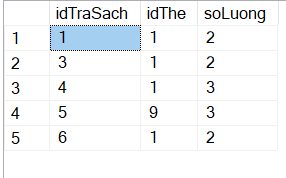 idTraSach idThe soLuong
1 1 1 2
2 3 1 2
3 4 1 3
4 5 9 3
5 6 1 2